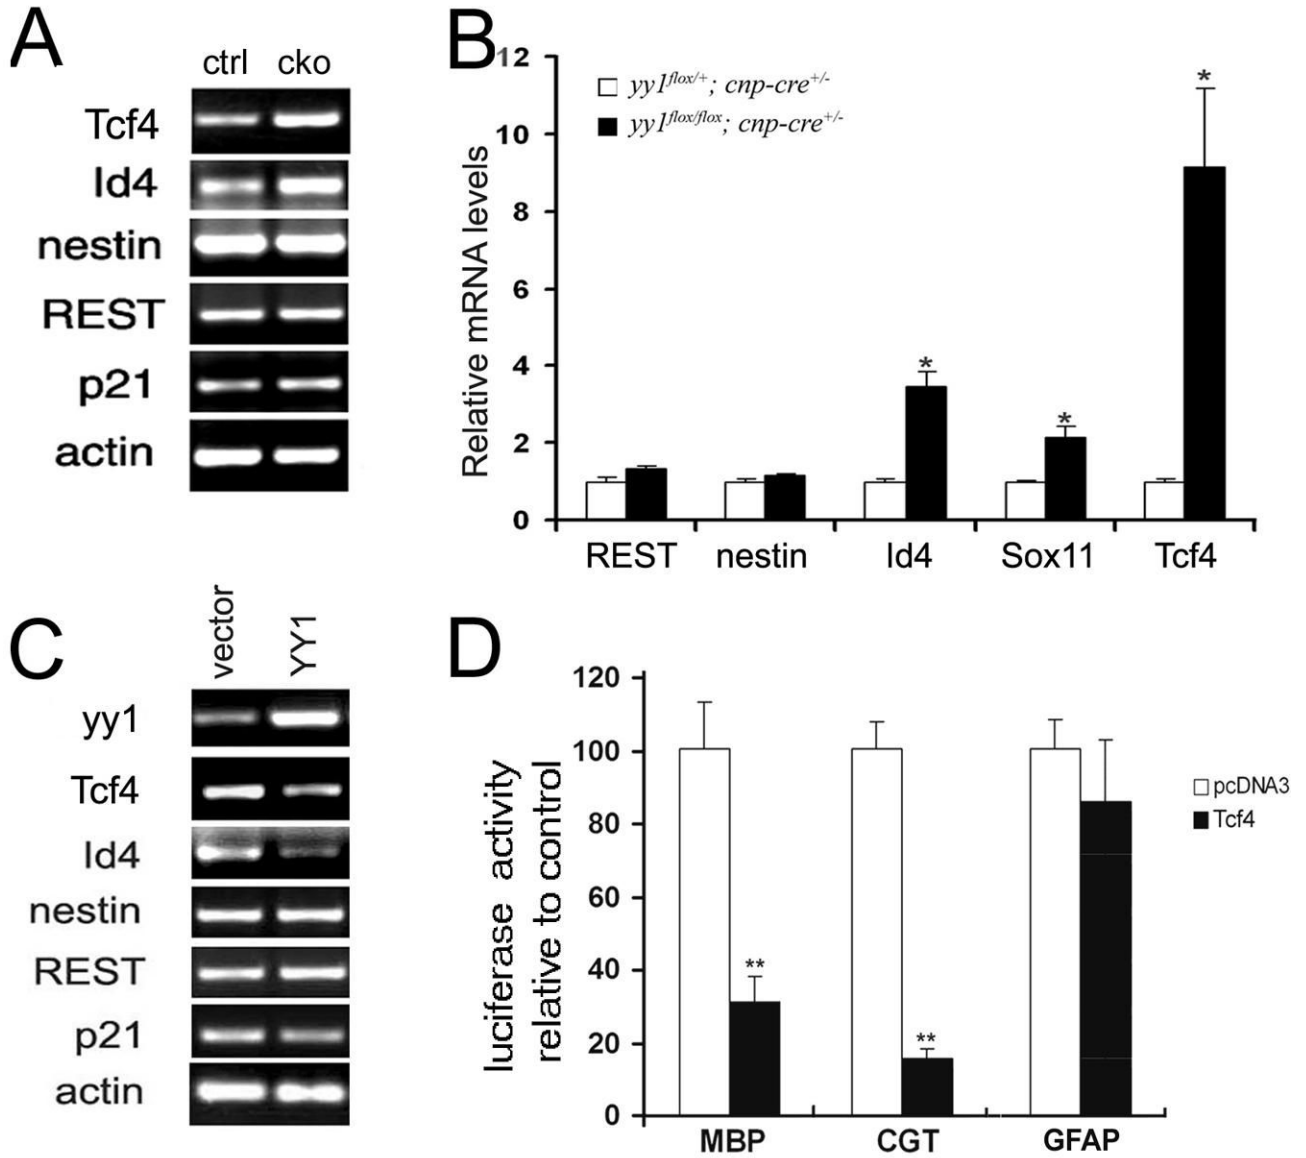 A
ctrl cko
Tcf4
Id4
nestin
REST
p21
actin
B
12
10
8
6
4
2
0
Relative mRNA levels
yy1flox/+; cnp-cre+/-
yy1flox/flox; cnp-cre+/-
*
*
*
REST nestin Id4 Sox11 Tcf4
C
vector YY1
yy1
Tcf4
Id4
nestin
REST
p21
actin
D
120
100
80
60
40
20
0
luciferase activity
relative to control
**
**
pcDNA3
Tcf4
MBP CGT GFAP